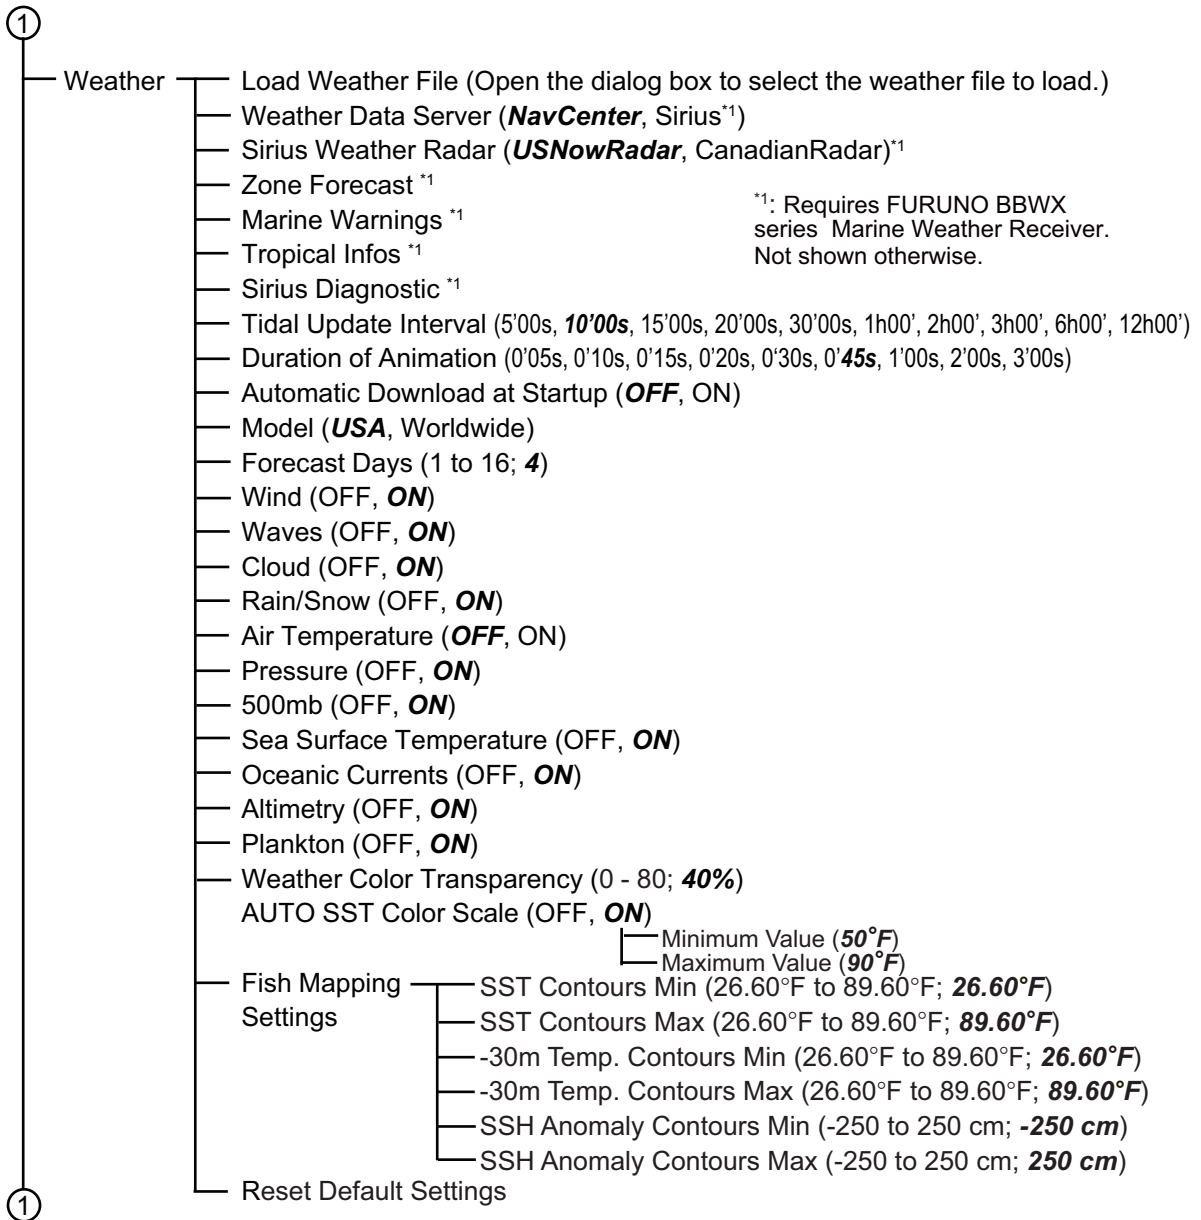 1
Weather
Load Weather File (Open the dialog box to select the weather file to load.)
Weather Data Server (NavCenter, Sirius*1)
Sirius Weather Radar (USNowRadar, CanadianRadar)*1
Zone Forecast *1
Marine Warnings *1
Tropical Infos *1
Sirius Diagnostic *1
*1: Requires FURUNO BBWX
series  Marine Weather Receiver.
Not shown otherwise.
Tidal Update Interval (5’00s, 10’00s, 15’00s, 20’00s, 30’00s, 1h00’, 2h00’, 3h00’, 6h00’, 12h00’)
Duration of Animation (0’05s, 0’10s, 0’15s, 0’20s, 0‘30s, 0’45s, 1’00s, 2’00s, 3’00s)
Automatic Download at Startup (OFF, ON)
Model (USA, Worldwide)
Forecast Days (1 to 16; 4)
Wind (OFF, ON)
Waves (OFF, ON)
Cloud (OFF, ON)
Rain/Snow (OFF, ON)
Air Temperature (OFF, ON)
Pressure (OFF, ON)
500mb (OFF, ON)
Sea Surface Temperature (OFF, ON)
Oceanic Currents (OFF, ON)
Altimetry (OFF, ON)
Plankton (OFF, ON)
Weather Color Transparency (0 - 80; 40%)
AUTO SST Color Scale (OFF, ON)
Minimum Value (50°F)
Maximum Value (90°F)
Fish Mapping
Settings
SST Contours Min (26.60°F to 89.60°F; 26.60°F)
SST Contours Max (26.60°F to 89.60°F; 89.60°F)
-30m Temp. Contours Min (26.60°F to 89.60°F; 26.60°F)
-30m Temp. Contours Max (26.60°F to 89.60°F; 89.60°F)
SSH Anomaly Contours Min (-250 to 250 cm; -250 cm)
SSH Anomaly Contours Max (-250 to 250 cm; 250 cm)
Reset Default Settings
1